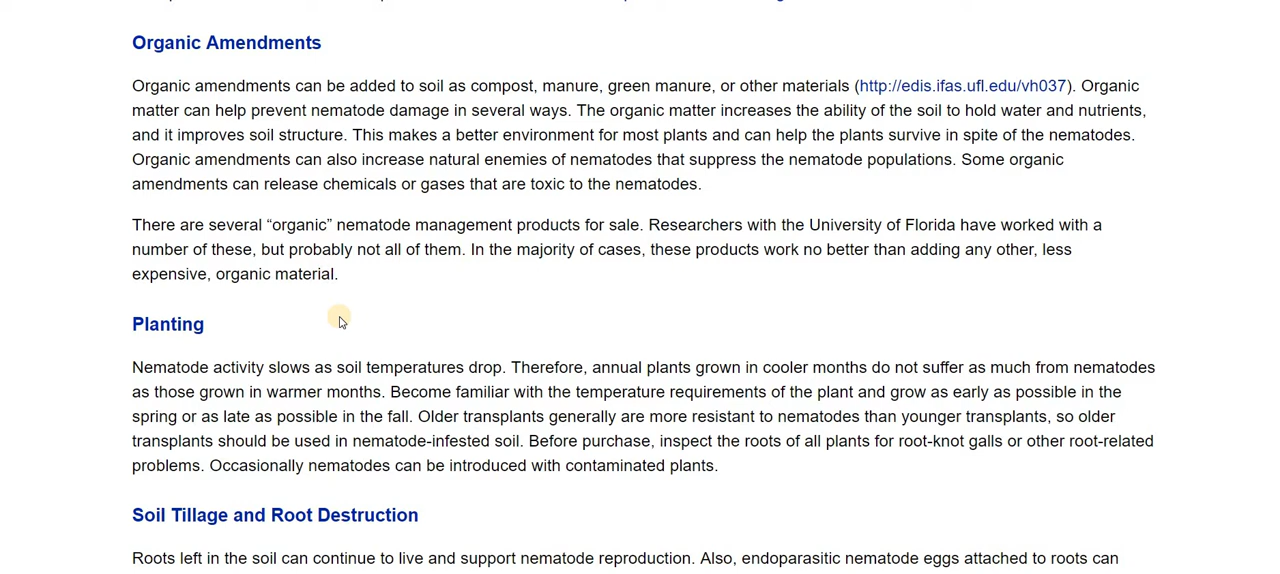 Organic Amendments
Organic amendments can be added to soil as compost, manure, green manure, or other materials (http://edis.ifas.ufl.edu/vh037). Organic
matter can help prevent nematode damage in several ways. The organic matter increases the ability of the soil to hold water and nutrients,
and it improves soil structure. This makes a better environment for most plants and can help the plants survive in spite of the nematodes.
Organic amendments can also increase natural enemies of nematodes that suppress the nematode populations. Some organic
amendments can release chemicals or gases that are toxic to the nematodes.
There are several “organic” nematode management products for sale. Researchers with the University of Florida have worked with a
number of these, but probably not all of them. In the majority of cases, these products work no better than adding any other, less
expensive, organic material.
Planting
Nematode activity slows as soil temperatures drop. Therefore, annual plants grown in cooler months do not suffer as much from nematodes
as those grown in warmer months. Become familiar with the temperature requirements of the plant and grow as early as possible in the
spring or as late as possible in the fall. Older transplants generally are more resistant to nematodes than younger transplants, so older
transplants should be used in nematode-infested soil. Before purchase, inspect the roots of all plants for root-knot galls or other root-related
problems. Occasionally nematodes can be introduced with contaminated plants.
Soil Tillage and Root Destruction
Roots left in the soil can continue to live and support nematode reproduction. Also, endoparasitic nematode eggs attached to roots can